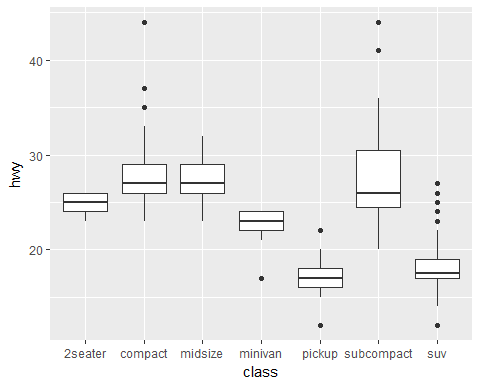 hwy
40
30
20
2seater compact midsize minivan pickup subcompact suv
class